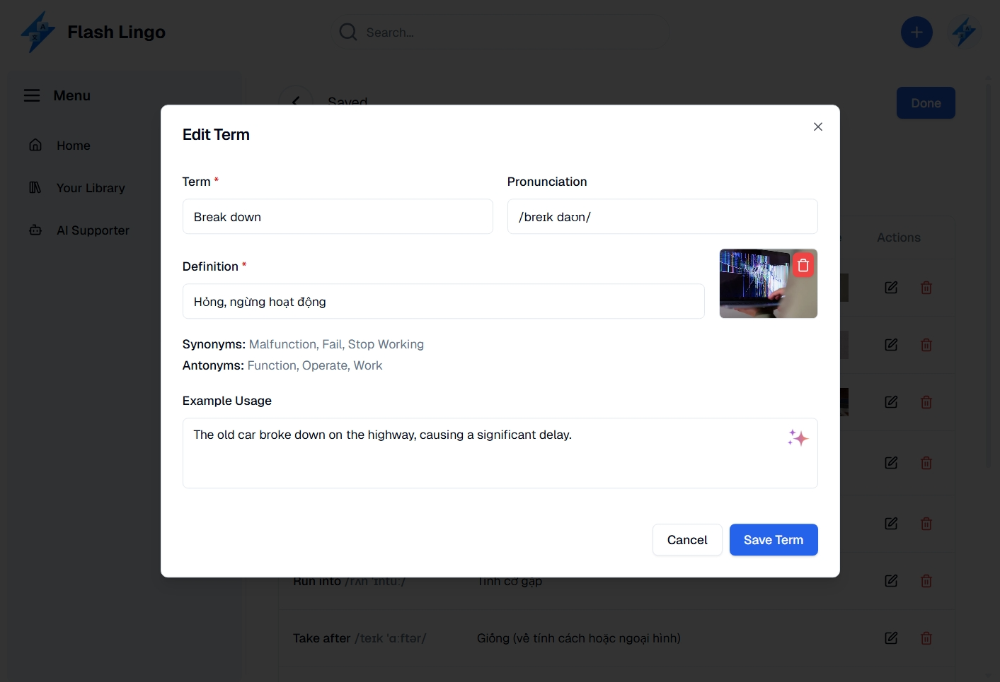 Flash Lingo
Search...
Menu
Saved
Done
Home
Your Library
AI Supporter
Edit Term
Term *
Pronunciation
Break down
/breɪk daʊn/
Actions
Definition *
Hỏng, ngừng hoạt động
Synonyms: Malfunction, Fail, Stop Working
Antonyms: Function, Operate, Work
Example Usage
The old car broke down on the highway, causing a significant delay.
Cancel
Save Term
Run into /rʌn ˈɪntuː/
Tình cờ gặp
Take after /teɪk ˈɑːftər/
Giống (về tính cách hoặc ngoại hình)